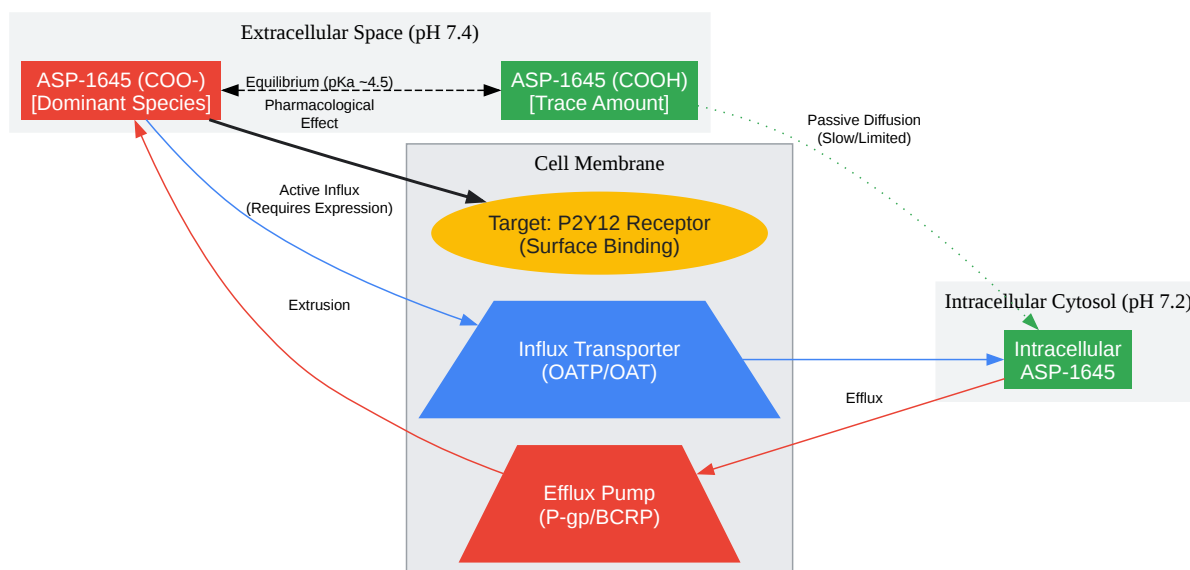 Extracellular Space (pH 7.4)
ASP-1645 (COO-)
[Dominant Species]
Equilibrium (pKa ~4.5)
ASP-1645 (COOH)
[Trace Amount]
Pharmacological
Effect
Passive Diffusion
(Slow/Limited)
Cell Membrane
Active Influx
(Requires Expression)
Target: P2Y12 Receptor
(Surface Binding)
Extrusion
Intracellular Cytosol (pH 7.2)
Influx Transporter
(OATP/OAT)
Intracellular
ASP-1645
Efflux
Efflux Pump
(P-gp/BCRP)